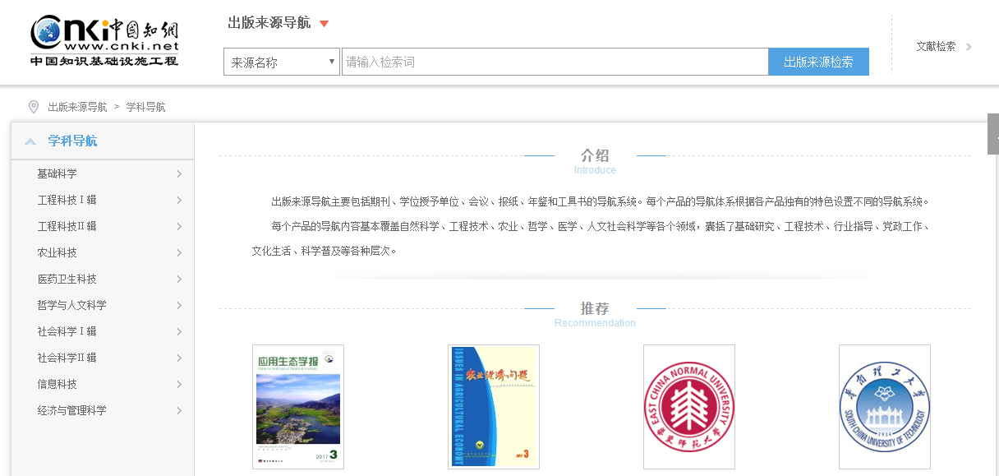 cnki中国知網
www.cnki.net
中国知识基础设施工程
出版来源导航
来源名称
请输入检索词
出版来源检索
文献检索
出版来源导航 > 学科导航
学科导航
基础科学
工程科技 I 辑
工程科技II 辑
农业科技
医药卫生科技
哲学与人文科学
社会科学 I 辑
社会科学II 辑
信息科技
经济与管理科学
介绍
Introduce
出版来源导航主要包括期刊、学位授予单位、会议、报纸、年鉴和工具书的导航系统。每个产品的导航体系根据各产品独有的特色设置不同的导航系统。
每个产品的导航内容基本覆盖自然科学、工程技术、农业、哲学、医学、人文社会科学等各个领域，囊括了基础研究、工程技术、行业指导、党政工作、
文化生活、科学普及等各种层次。
推荐
Recommendation
应用生态学报
2017 3
ISSUES IN AGRICULTURAL ECONOMY
农业经济问题
2017 3
EAST CHINA NORMAL UNIVERSITY
華東师范大学
华南理工大学
1934
SOUTH CHINA UNIVERSITY OF TECHNOLOGY